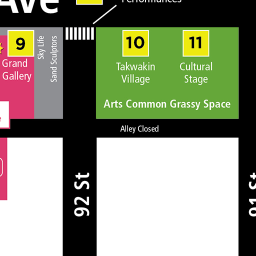 Ave
Performances
9
Grand
Gallery
Sky Life
Sand Sculptors
10
Takwakin
Village
11
Cultural
Stage
Arts Common Grassy Space
Alley Closed
92 St
91 St